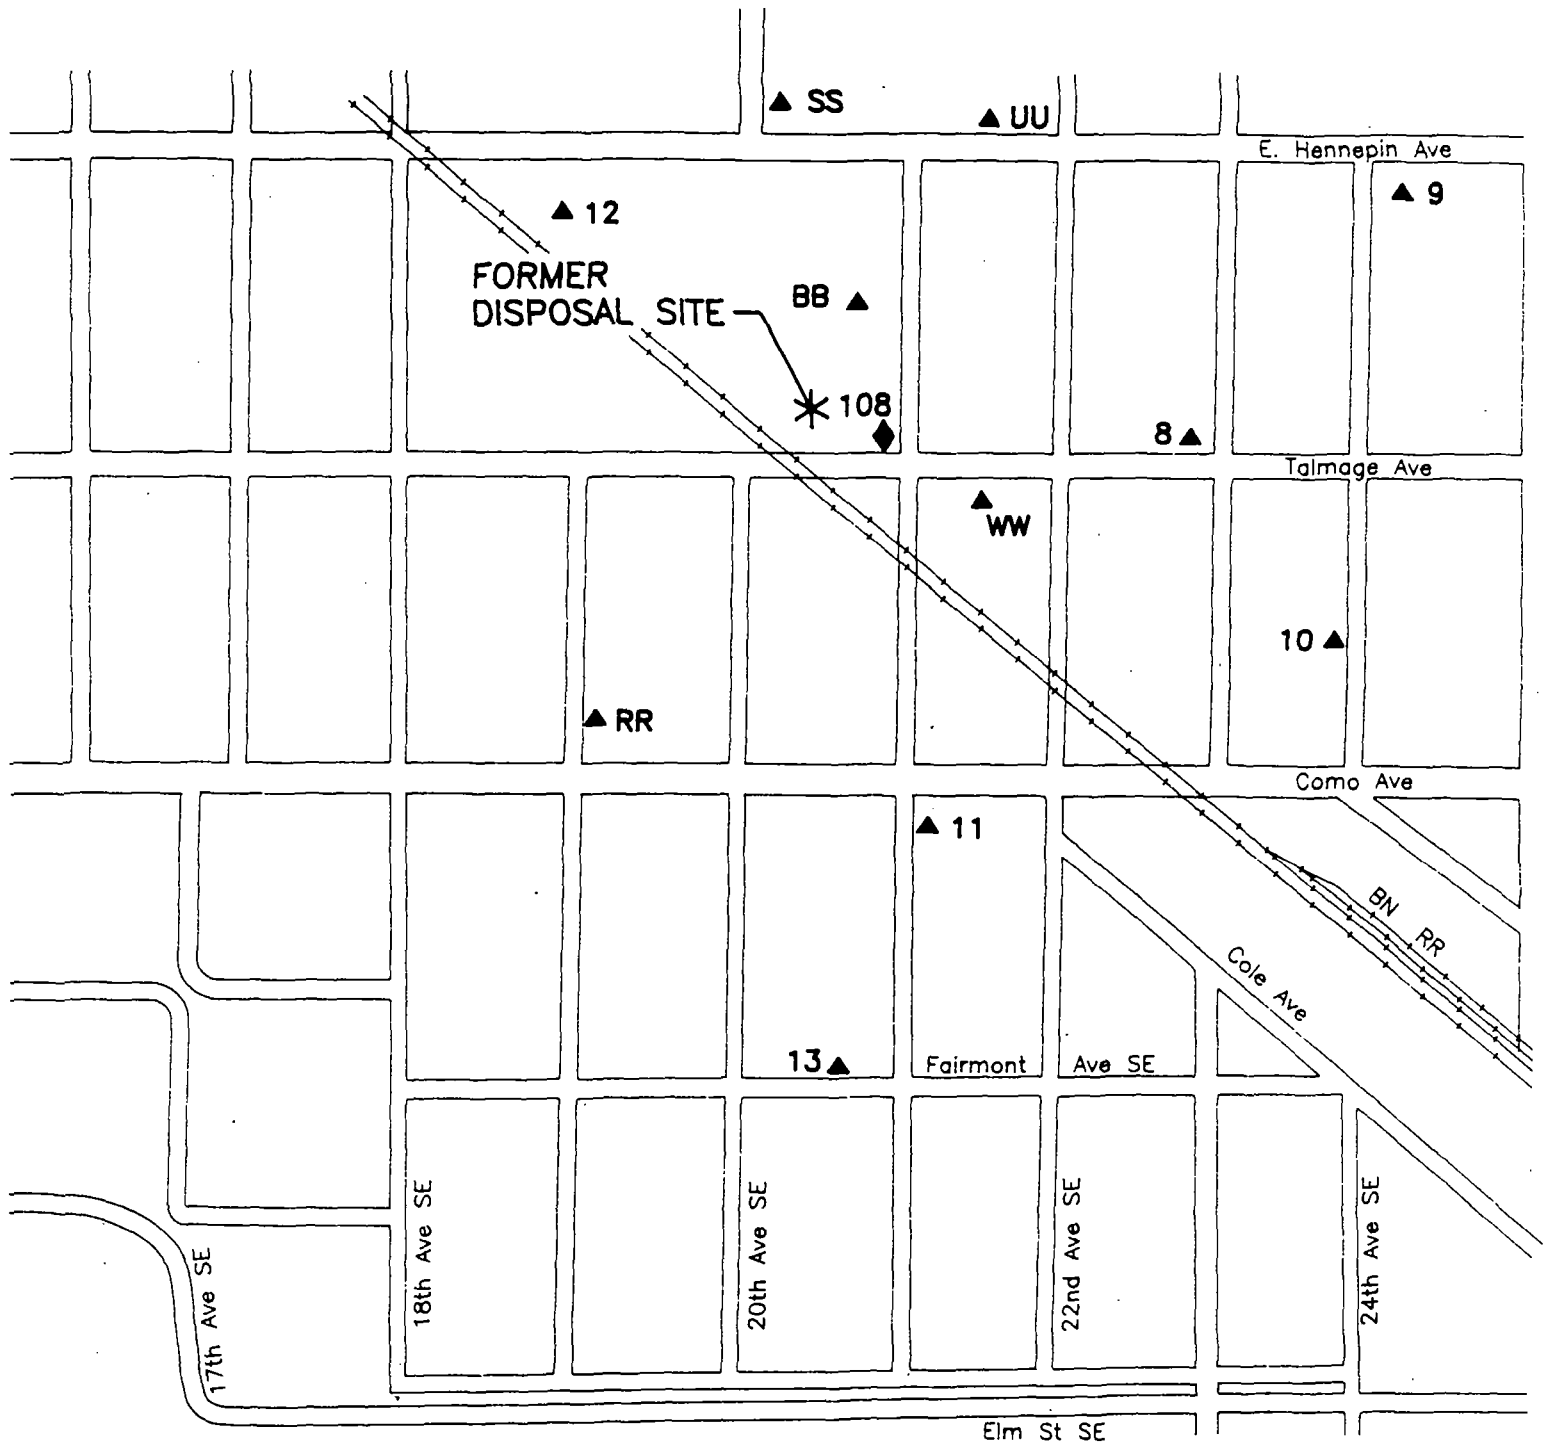 SS
UU
E. Hennepin Ave
9
12
FORMER
DISPOSAL SITE
BB
108
8
Talmage Ave
WW
10
RR
Como Ave
11
BN RR
Cole Ave
13
Fairmont Ave SE
17th Ave SE
18th Ave SE
20th Ave SE
22nd Ave SE
24th Ave SE
Elm St SE